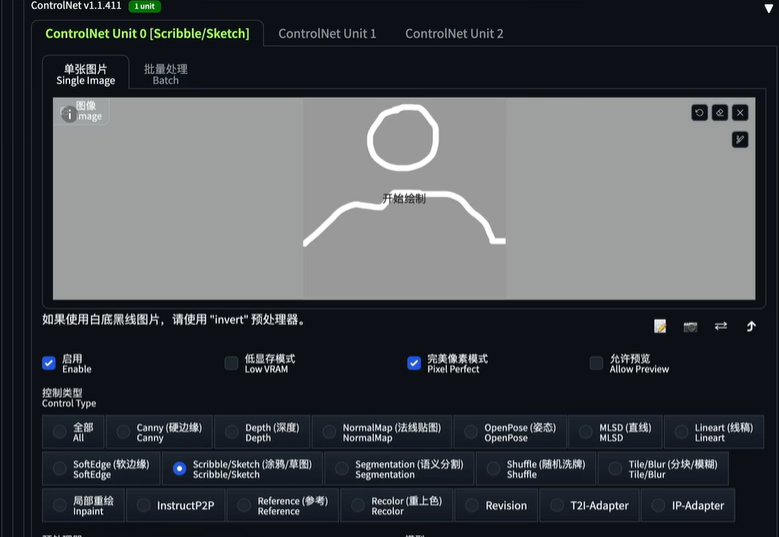 ControlNet v1.1.411 1 unit
ControlNet Unit 0 [Scribble/Sketch] ControlNet Unit 1 ControlNet Unit 2
单张图片 批量处理
Single Image Batch
图像
Image
开始绘制
如果使用白底黑线图片，请使用 "invert" 预处理器。
启用 低显存模式 完美像素模式 允许预览
Enable Low VRAM Pixel Perfect Allow Preview
控制类型
Control Type
全部 Canny (硬边缘) Depth (深度) NormalMap (法线贴图) OpenPose (姿态) MLSD (直线) Lineart (线稿)
All Canny Depth NormalMap OpenPose MLSD Lineart
SoftEdge (软边缘) Scribble/Sketch (涂鸦/草图) Segmentation (语义分割) Shuffle (随机洗牌) Tile/Blur (分块/模糊)
SoftEdge Scribble/Sketch Segmentation Shuffle Tile/Blur
局部重绘 InstructP2P Reference (参考) Recolor (重上色) Revision T2I-Adapter IP-Adapter
Inpaint Reference Recolor